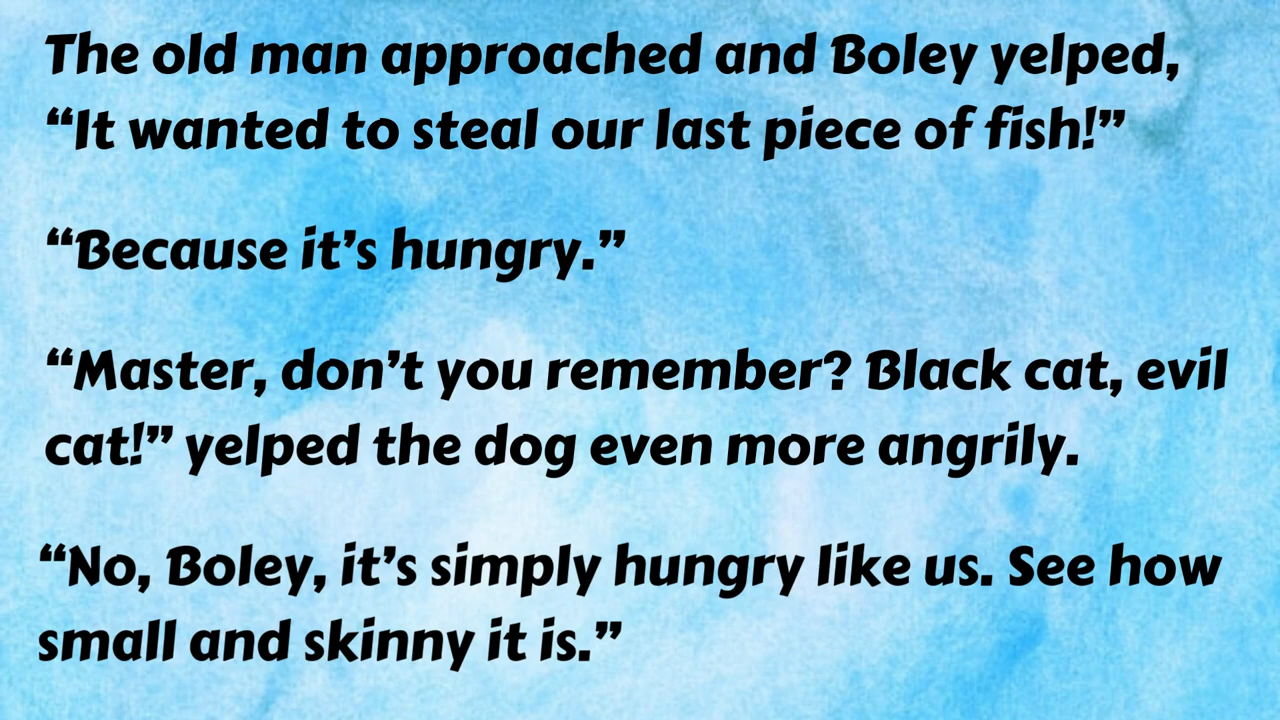 The old man approached and Boley yelped,
“It wanted to steal our last piece of fish!”
“Because it’s hungry.”
“Master, don’t you remember? Black cat, evil
cat!” yelped the dog even more angrily.
“No, Boley, it’s simply hungry like us. See how
small and skinny it is.”